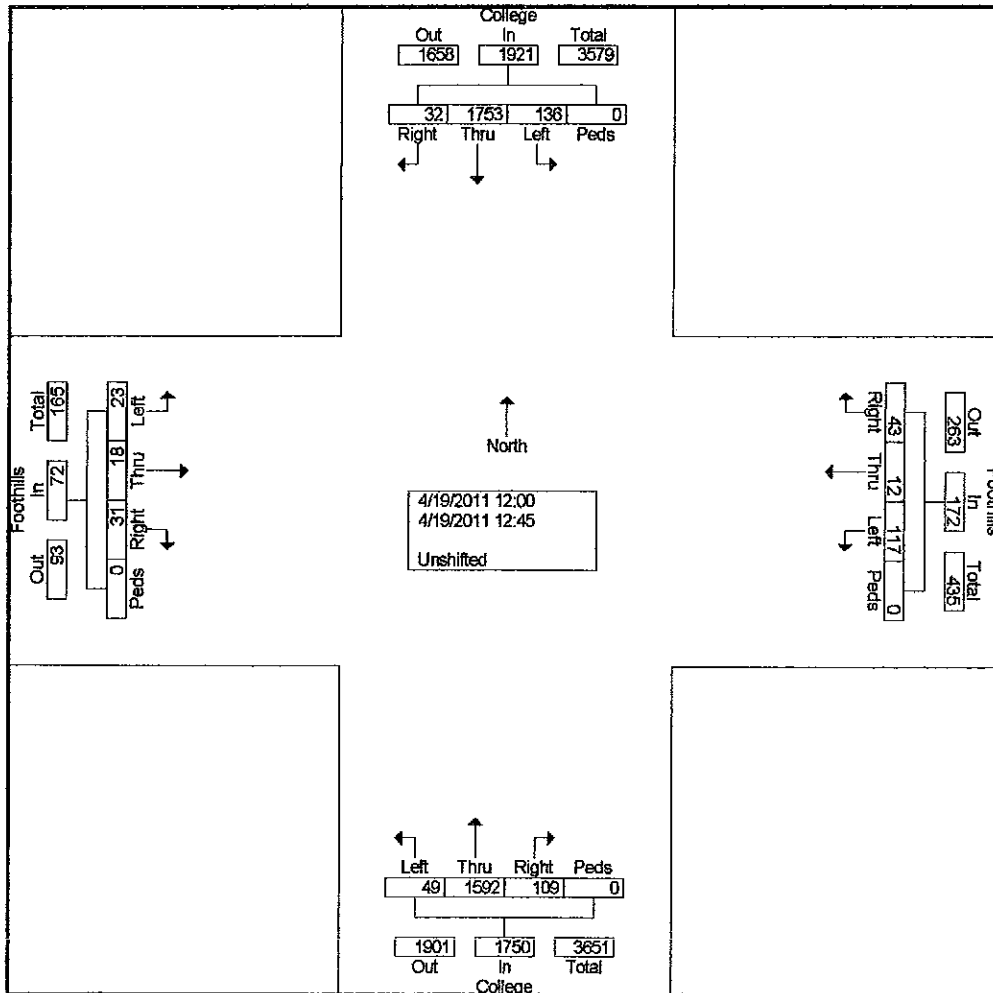 College
Out In Total
1658 1921 3579
32 1753 136 0
Right Thru Left Peds
Foothills
Total In Out
165 72 93
23 18 31 0
Left Thru Right Peds
North
4/19/2011 12:00
4/19/2011 12:45
Unshifted
Right Thru Left Peds
43 12 117 0
Out In Total
263 172 435
Left Thru Right Peds
49 1592 109 0
1901 1750 3651
Out In Total
College